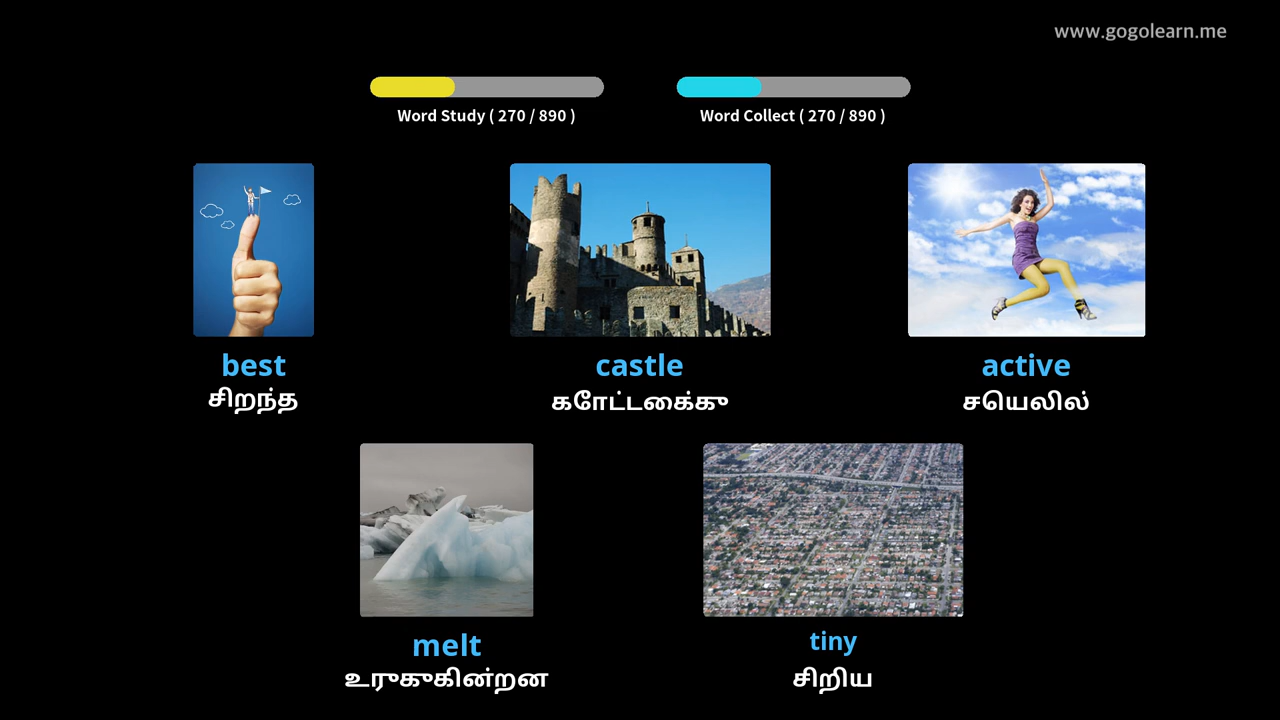 www.gogolearn.me
Word Study ( 270 / 890 )
Word Collect ( 270 / 890 )
best
சிறந்த
castle
கோட்டகை்கு
active
சயெலில்
melt
உருகுகின்றன
tiny
சிறிய